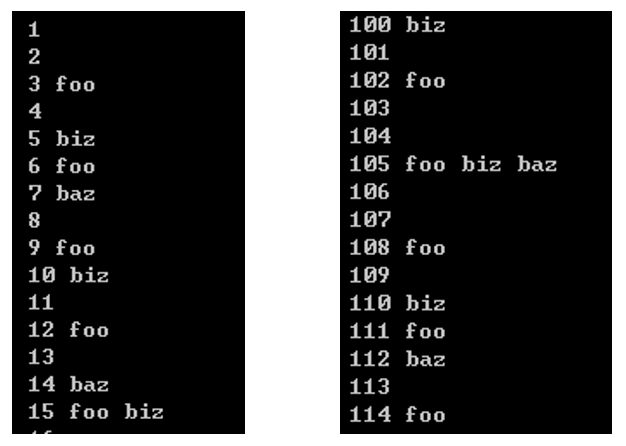 1
2
3 foo
4
5 biz
6 foo
7 baz
8
9 foo
10 biz
11
12 foo
13
14 baz
15 foo biz
100 biz
101
102 foo
103
104
105 foo biz baz
106
107
108 foo
109
110 biz
111 foo
112 baz
113
114 foo